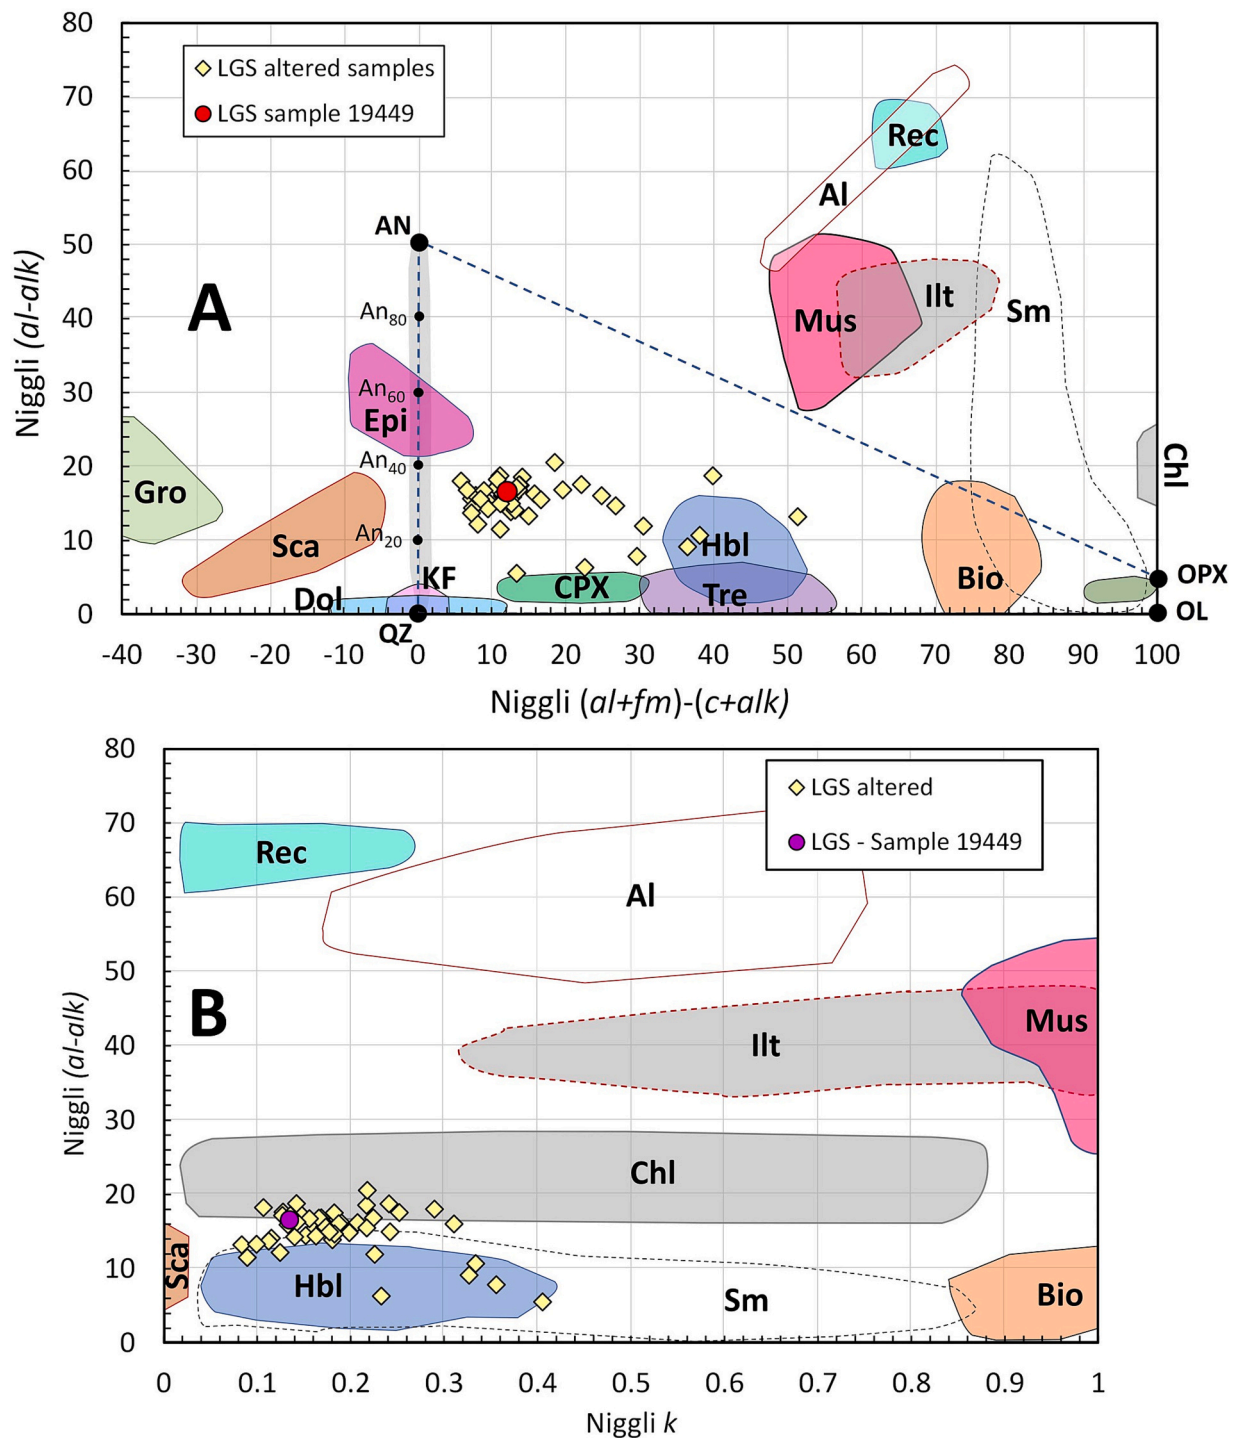 80
70
60
50
40
30
20
10
0
Niggli (al-alk)
LGS altered samples
LGS sample 19449
A
AN
An80
An60
An40
An20
Epi
Gro
Sca
Dol
KF
QZ
CPX
Hbl
Tre
Rec
Al
Mus
Ilt
Sm
Chl
Bio
OPX
OL
-40 -30 -20 -10 0 10 20 30 40 50 60 70 80 90 100
Niggli (al+fm)-(c+alk)
80
70
60
50
40
30
20
10
0
Niggli (al-alk)
LGS altered
LGS - Sample 19449
B
Rec
Al
Ilt
Mus
Chl
Sca
Hbl
Sm
Bio
0 0.1 0.2 0.3 0.4 0.5 0.6 0.7 0.8 0.9 1
Niggli k